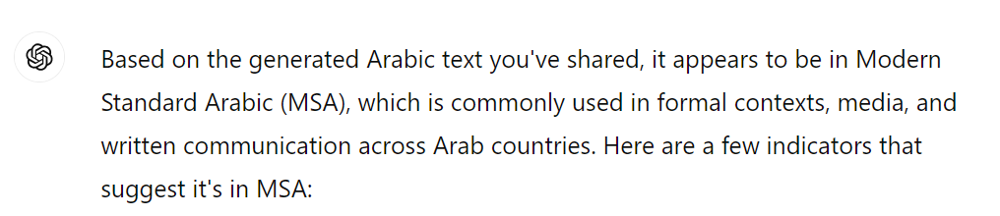 Based on the generated Arabic text you've shared, it appears to be in Modern
Standard Arabic (MSA), which is commonly used in formal contexts, media, and
written communication across Arab countries. Here are a few indicators that
suggest it's in MSA: